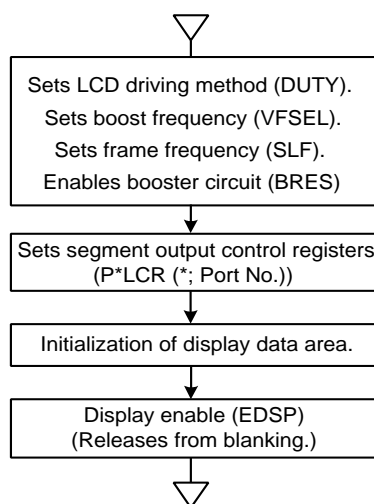 Sets LCD driving method (DUTY).
Sets boost frequency (VFSEL).
Sets frame frequency (SLF).
Enables booster circuit (BRES)
Sets segment output control registers
(P*LCR (*; Port No.))
Initialization of display data area.
Display enable (EDSP)
(Releases from blanking.)